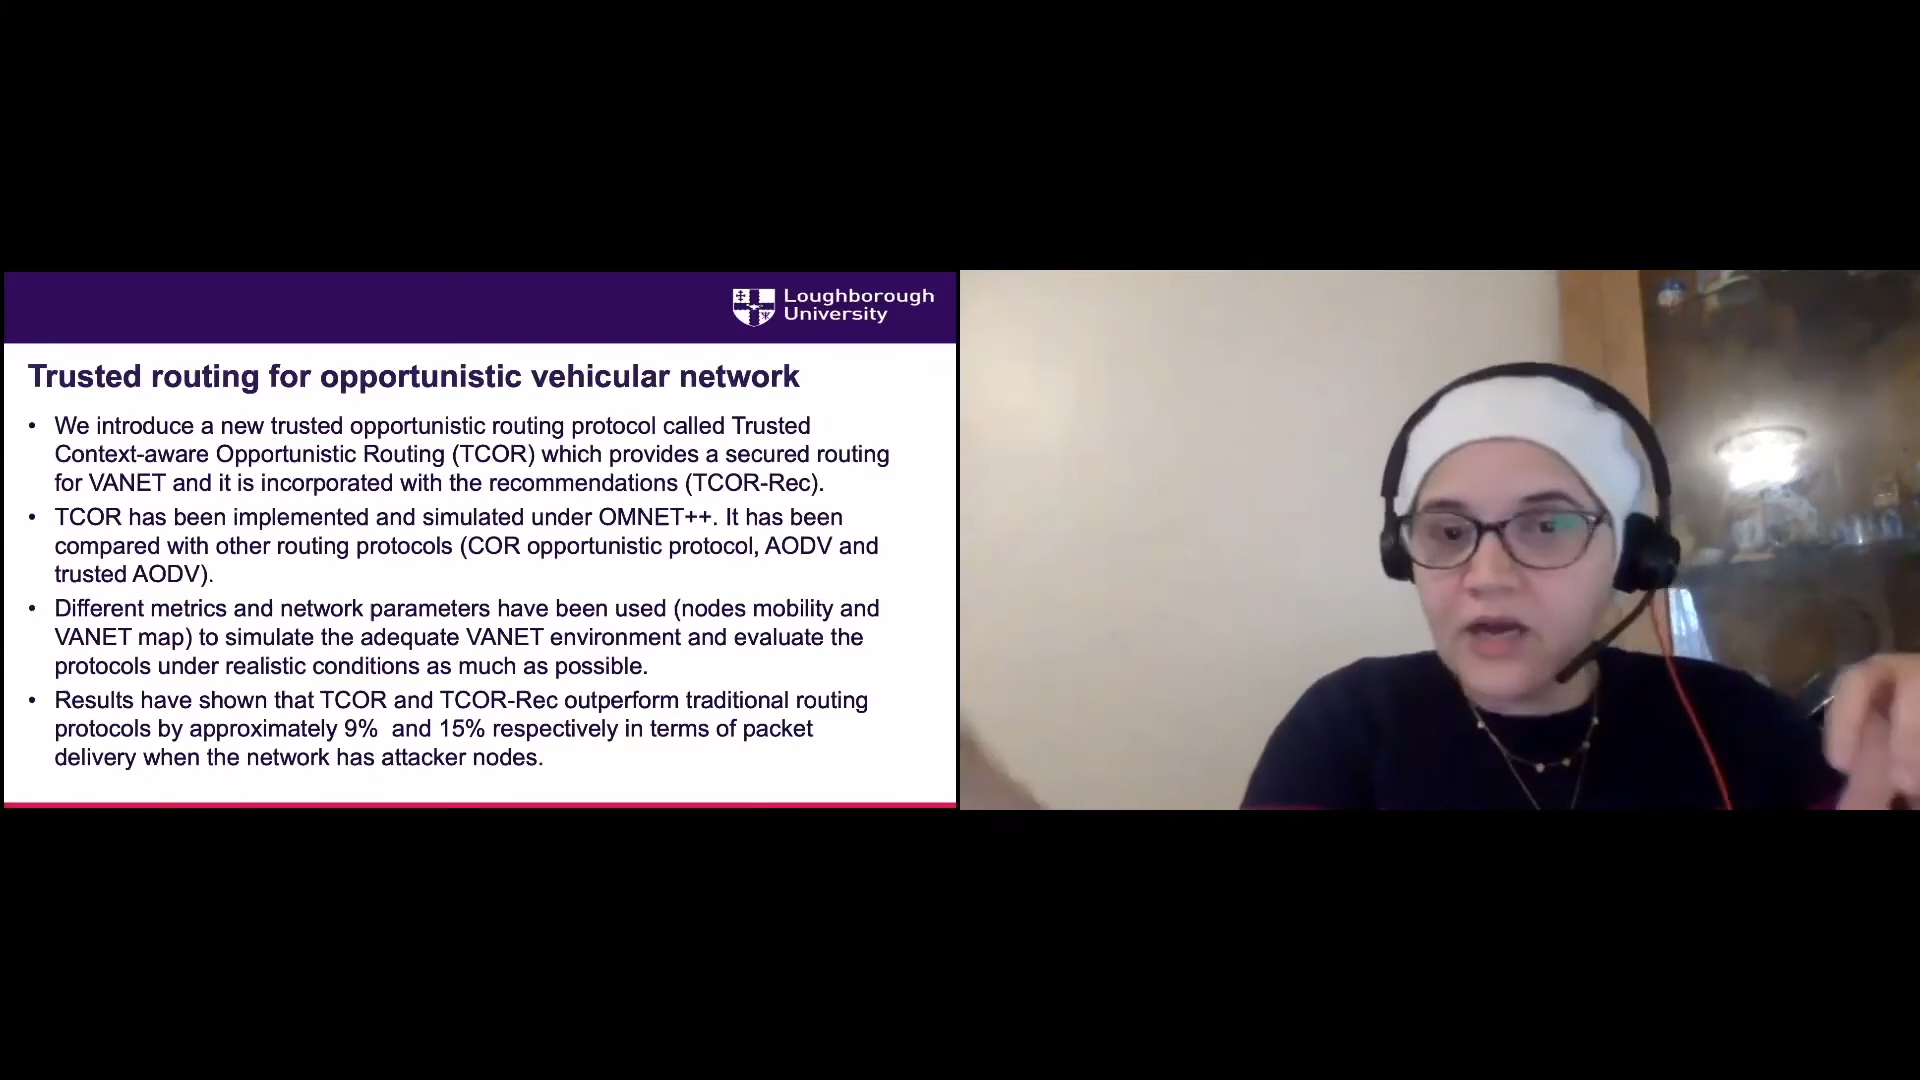 Loughborough
University
Trusted routing for opportunistic vehicular network
• We introduce a new trusted opportunistic routing protocol called Trusted
Context-aware Opportunistic Routing (TCOR) which provides a secured routing
for VANET and it is incorporated with the recommendations (TCOR-Rec).
• TCOR has been implemented and simulated under OMNET++. It has been
compared with other routing protocols (COR opportunistic protocol, AODV and
trusted AODV).
• Different metrics and network parameters have been used (nodes mobility and
VANET map) to simulate the adequate VANET environment and evaluate the
protocols under realistic conditions as much as possible.
• Results have shown that TCOR and TCOR-Rec outperform traditional routing
protocols by approximately 9%  and 15% respectively in terms of packet
delivery when the network has attacker nodes.